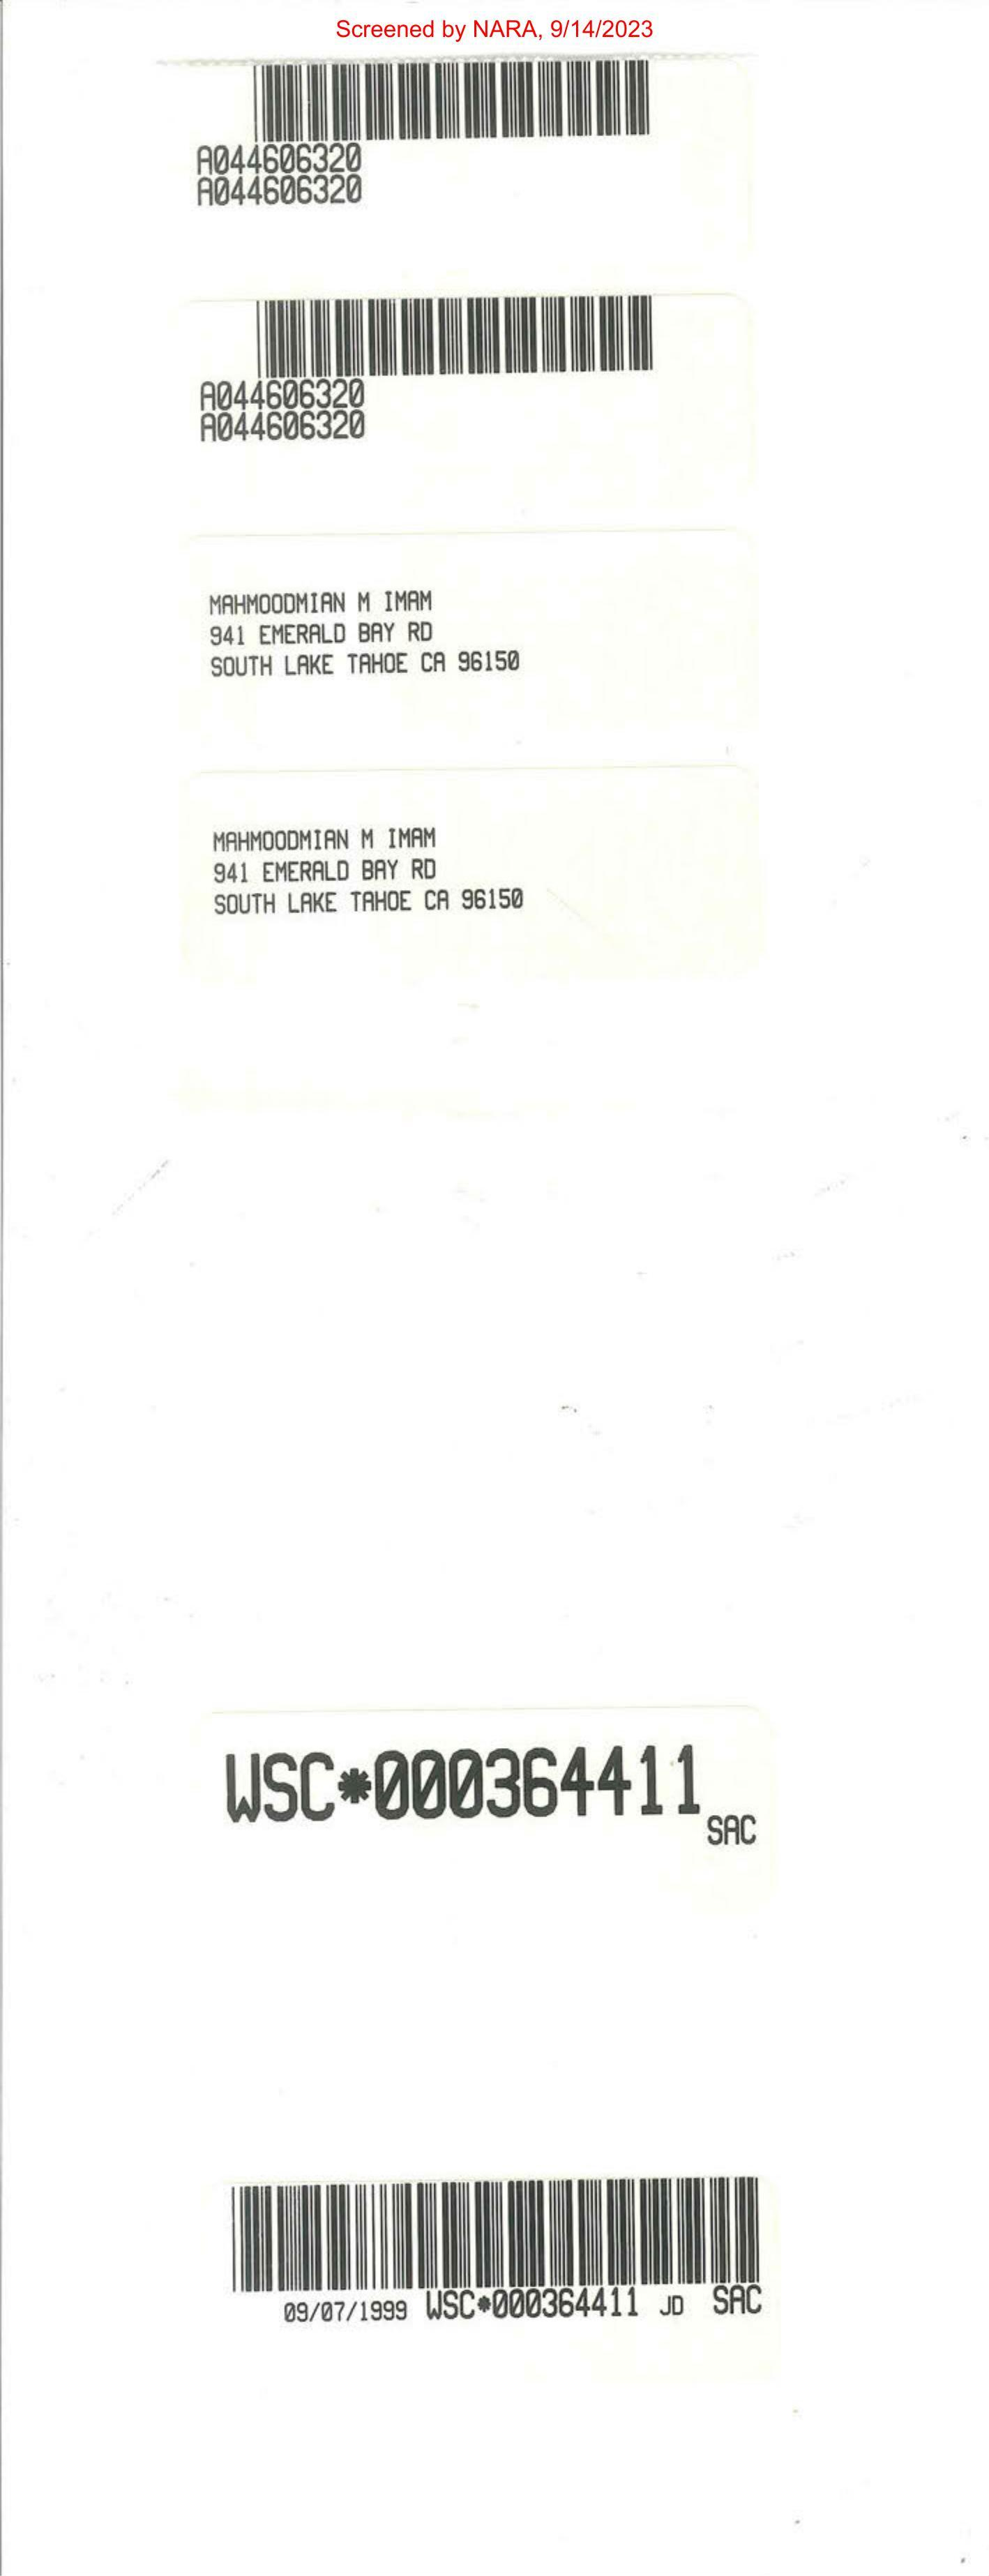 Screened by NARA, 9/14/2023
A044606320
A044606320
A044606320
A044606320
MAHMOODMIAN M IMAM
941 EMERALD BAY RD
SOUTH LAKE TAHOE CA 96150
MAHMOODMIAN M IMAM
941 EMERALD BAY RD
SOUTH LAKE TAHOE CA 96150
WSC*000364411 SAC
09/07/1999 WSC*000364411 JD SAC